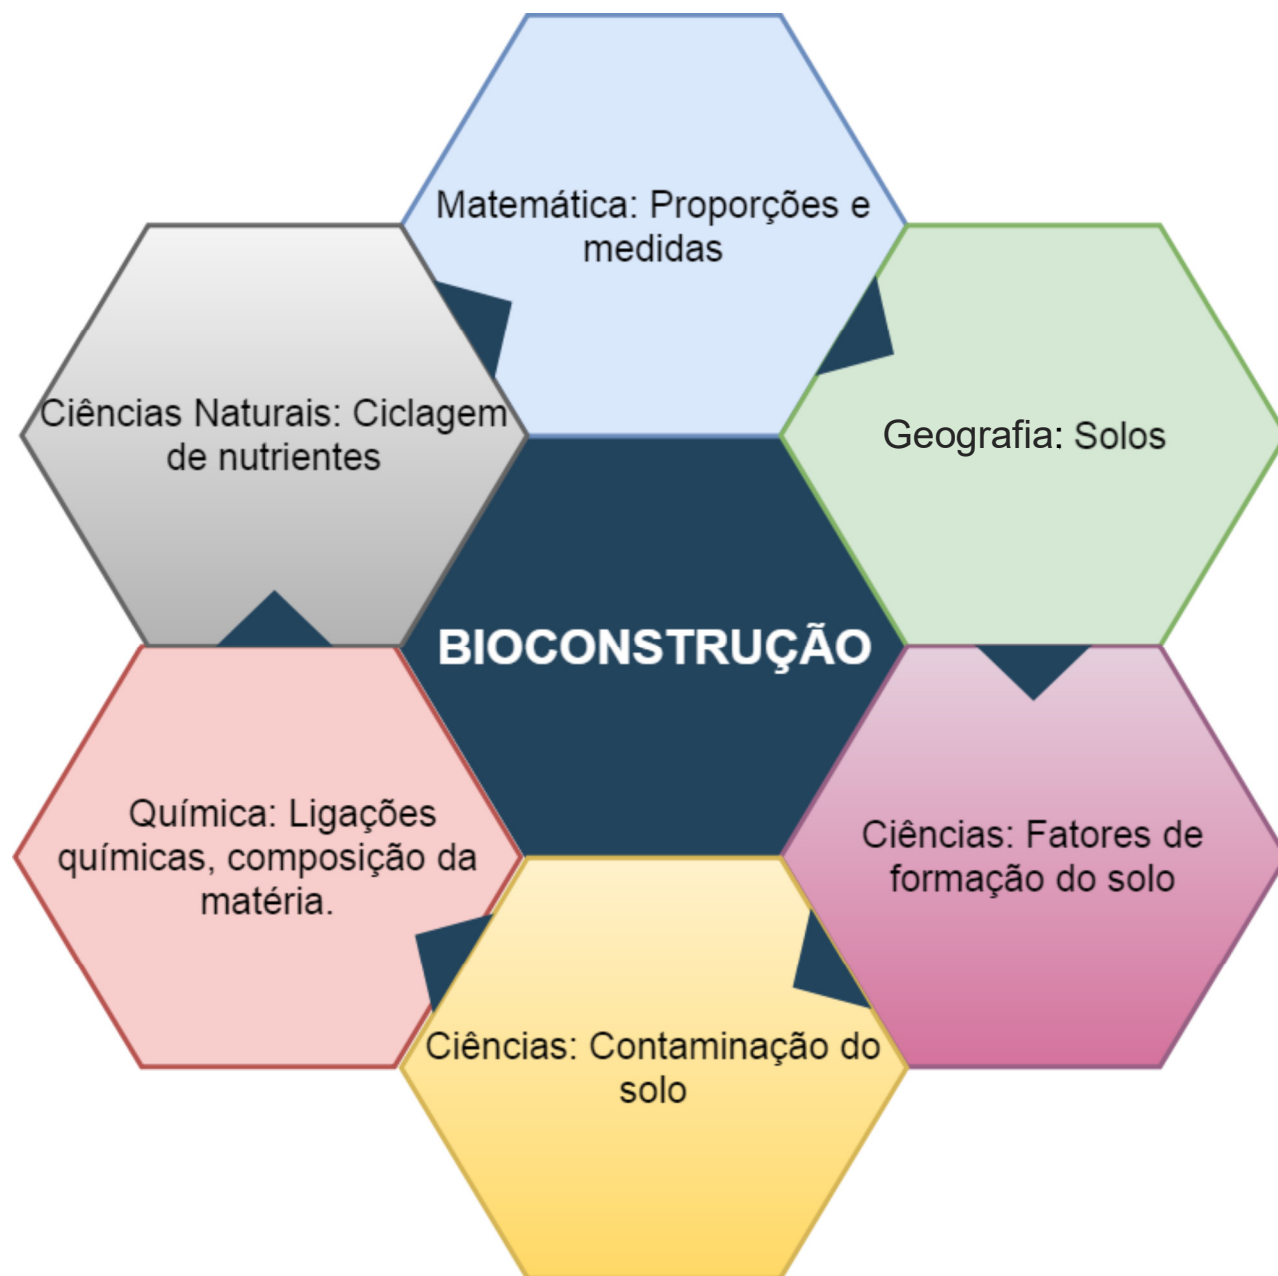 Matemática: Proporções e
medidas
Geografia: Solos
Ciências Naturais: Ciclagem
de nutrientes
BIOCONSTRUÇÃO
Química: Ligações
químicas, composição da
matéria.
Ciências: Fatores de
formação do solo
Ciências: Contaminação do
solo